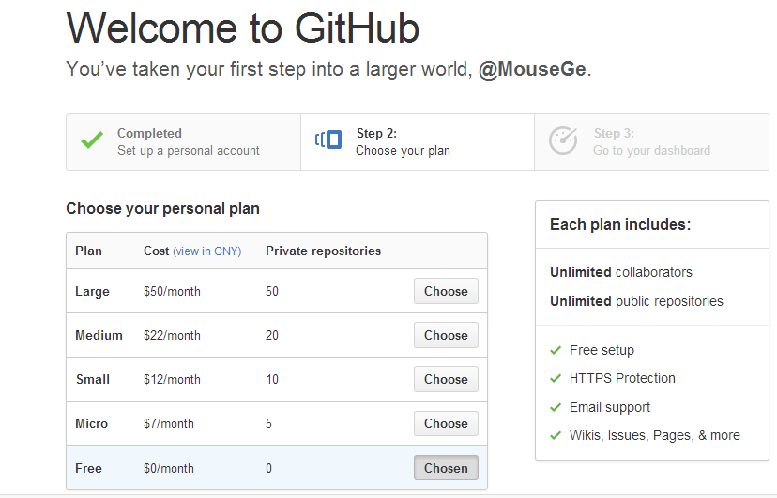 Welcome to GitHub
You've taken your first step into a larger world, @MouseGe.
Completed
Set up a personal account
Step 2:
Choose your plan
Step 3:
Go to your dashboard
Choose your personal plan
Plan Cost (view in CNY) Private repositories
Large $50/month 50 Choose
Medium $22/month 20 Choose
Small $12/month 10 Choose
Micro $7/month 5 Choose
Free $0/month 0 Chosen
Each plan includes:
Unlimited collaborators
Unlimited public repositories
Free setup
HTTPS Protection
Email support
Wikis, Issues, Pages, & more